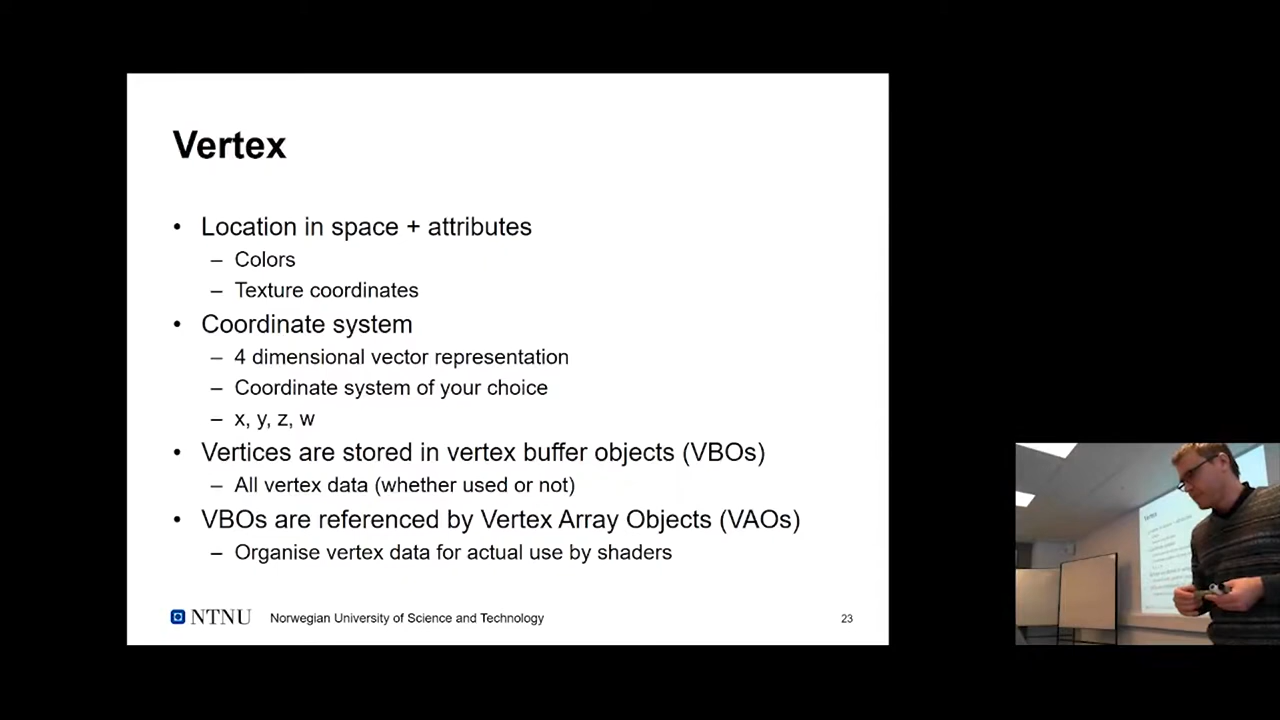 Vertex
• Location in space + attributes
– Colors
– Texture coordinates
• Coordinate system
– 4 dimensional vector representation
– Coordinate system of your choice
– x, y, z, w
• Vertices are stored in vertex buffer objects (VBOs)
– All vertex data (whether used or not)
• VBOs are referenced by Vertex Array Objects (VAOs)
– Organise vertex data for actual use by shaders
NTNU Norwegian University of Science and Technology 23